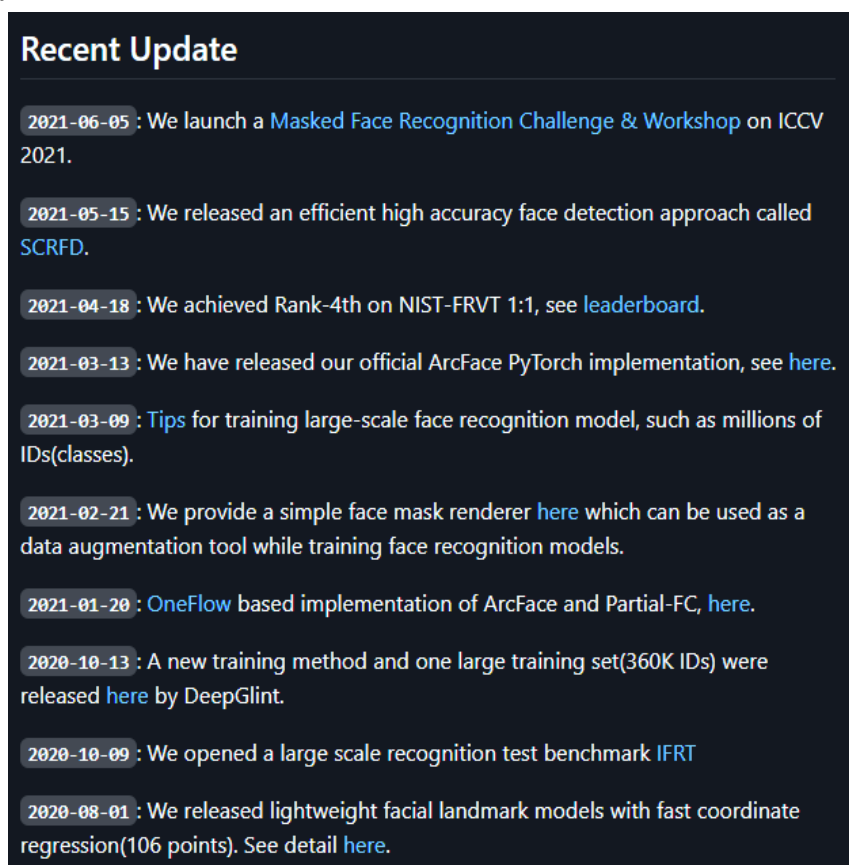 Recent Update
2021-06-05: We launch a Masked Face Recognition Challenge & Workshop on ICCV
2021.
2021-05-15: We released an efficient high accuracy face detection approach called
SCRFD.
2021-04-18: We achieved Rank-4th on NIST-FRVT 1:1, see leaderboard.
2021-03-13: We have released our official ArcFace PyTorch implementation, see here.
2021-03-09: Tips for training large-scale face recognition model, such as millions of
IDs(classes).
2021-02-21: We provide a simple face mask renderer here which can be used as a
data augmentation tool while training face recognition models.
2021-01-20: OneFlow based implementation of ArcFace and Partial-FC, here.
2020-10-13: A new training method and one large training set(360K IDs) were
released here by DeepGlint.
2020-10-09: We opened a large scale recognition test benchmark IFRT
2020-08-01: We released lightweight facial landmark models with fast coordinate
regression(106 points). See detail here.